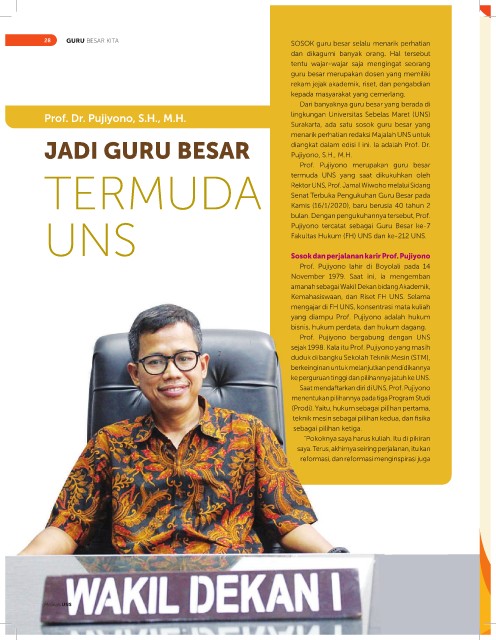 28 GURU BESAR KITA
Prof. Dr. Pujiyono, S.H., M.H.
JADI GURU BESAR
TERMUDA
UNS
SOSOK guru besar selalu menarik perhatian
dan dikagumi banyak orang. Hal tersebut
tentu wajar-wajar saja mengingat seorang
guru besar merupakan dosen yang memiliki
rekam jejak akademik, riset, dan pengabdian
kepada masyarakat yang cemerlang.
Dari banyaknya guru besar yang berada di
lingkungan Universitas Sebelas Maret (UNS)
Surakarta, ada satu sosok guru besar yang
menarik perhatian redaksi Majalah UNS untuk
diangkat dalam edisi I ini. Ia adalah Prof. Dr.
Pujiyono, S.H., M.H.
Prof. Pujiyono merupakan guru besar
termuda UNS yang saat dikukuhkan oleh
Rektor UNS, Prof. Jamal Wiwoho melalui Sidang
Senat Terbuka Pengukuhan Guru Besar pada
Kamis (16/1/2020), baru berusia 40 tahun 2
bulan. Dengan pengukuhannya tersebut, Prof.
Pujiyono tercatat sebagai Guru Besar ke-7
Fakultas Hukum (FH) UNS dan ke-212 UNS.
Sosok dan perjalanan karir Prof. Pujiyono
Prof. Pujiyono lahir di Boyolali pada 14
November 1979. Saat ini, ia mengemban
amanah sebagai Wakil Dekan bidang Akademik,
Kemahasiswaan, dan Riset FH UNS. Selama
mengajar di FH UNS, konsentrasi mata kuliah
yang diampu Prof. Pujiyono adalah hukum
bisnis, hukum perdata, dan hukum dagang.
Prof. Pujiyono bergabung dengan UNS
sejak 1998. Kala itu Prof. Pujiyono yang masih
duduk di bangku Sekolah Teknik Mesin (STM),
berkeinginan untuk melanjutkan pendidikannya
ke perguruan tinggi dan pilihannya jatuh ke UNS.
Saat mendaftarkan diri di UNS, Prof. Pujiyono
menentukan pilihannya pada tiga Program Studi
(Prodi). Yaitu, hukum sebagai pilihan pertama,
teknik mesin sebagai pilihan kedua, dan fisika
sebagai pilihan ketiga.
"Pokoknya saya harus kuliah. Itu di pikiran
saya. Terus, akhirnya seiring perjalanan, itu kan
reformasi, dan reformasi menginspirasi juga
WAKIL DEKAN I
UNS